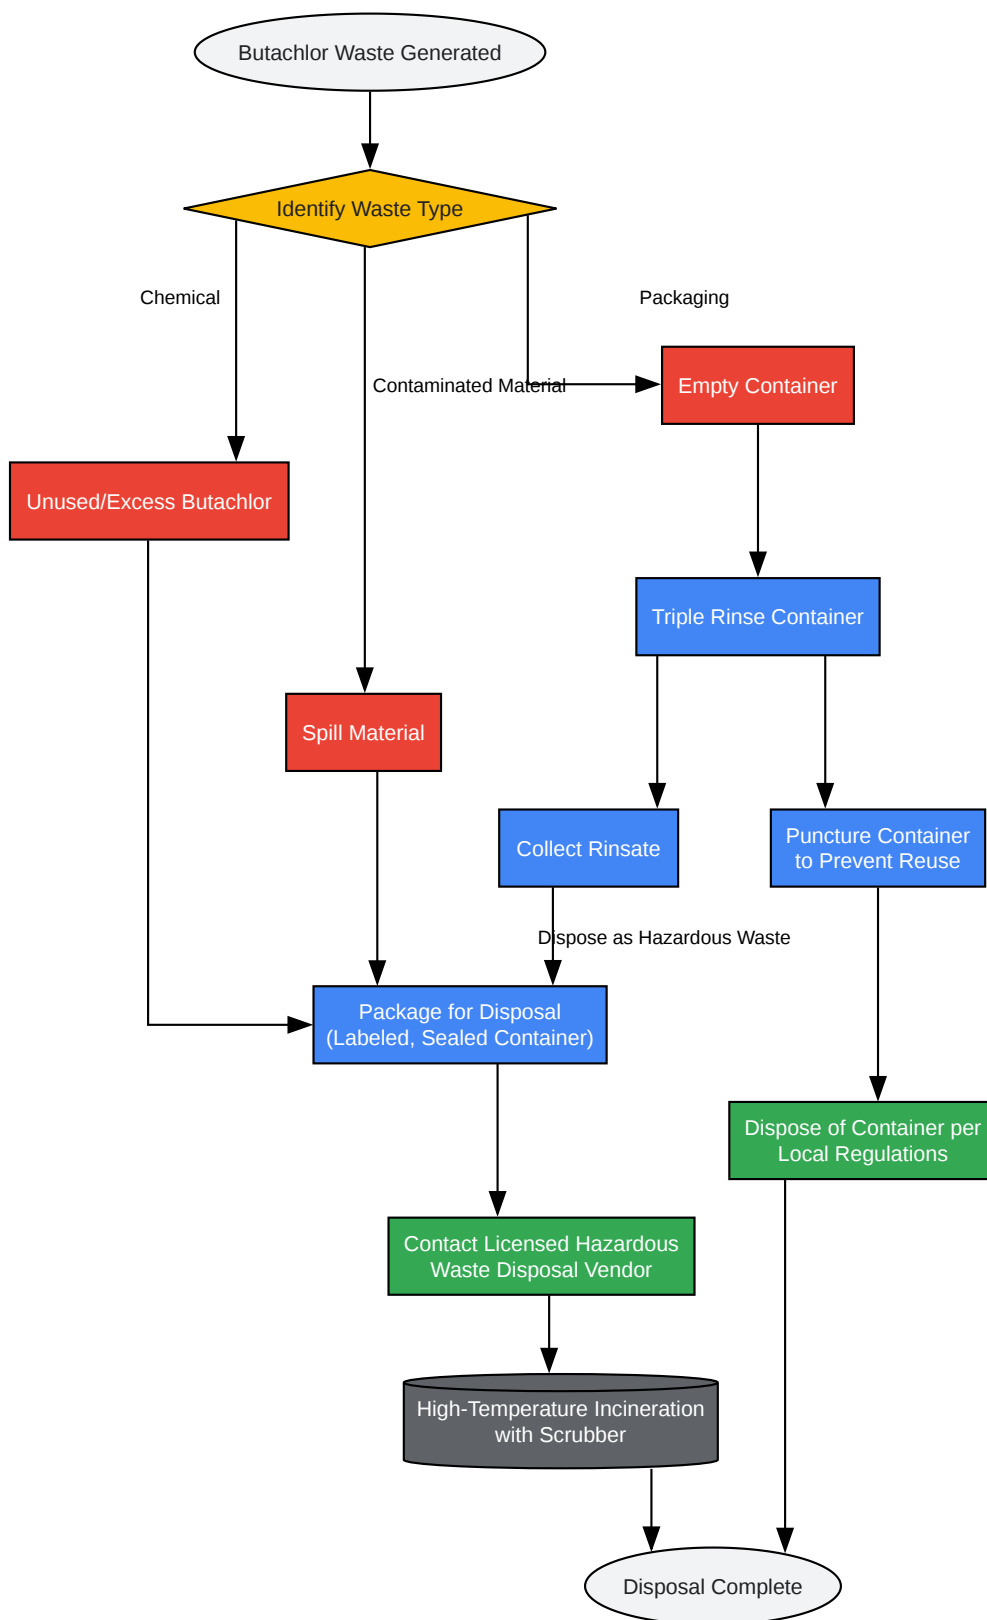 Butachlor Waste Generated
Identify Waste Type
Chemical
Packaging
Contaminated Material
Empty Container
Unused/Excess Butachlor
Triple Rinse Container
Spill Material
Collect Rinsate
Puncture Container
to Prevent Reuse
Dispose as Hazardous Waste
Package for Disposal
(Labeled, Sealed Container)
Dispose of Container per
Local Regulations
Contact Licensed Hazardous
Waste Disposal Vendor
High-Temperature Incineration
with Scrubber
Disposal Complete